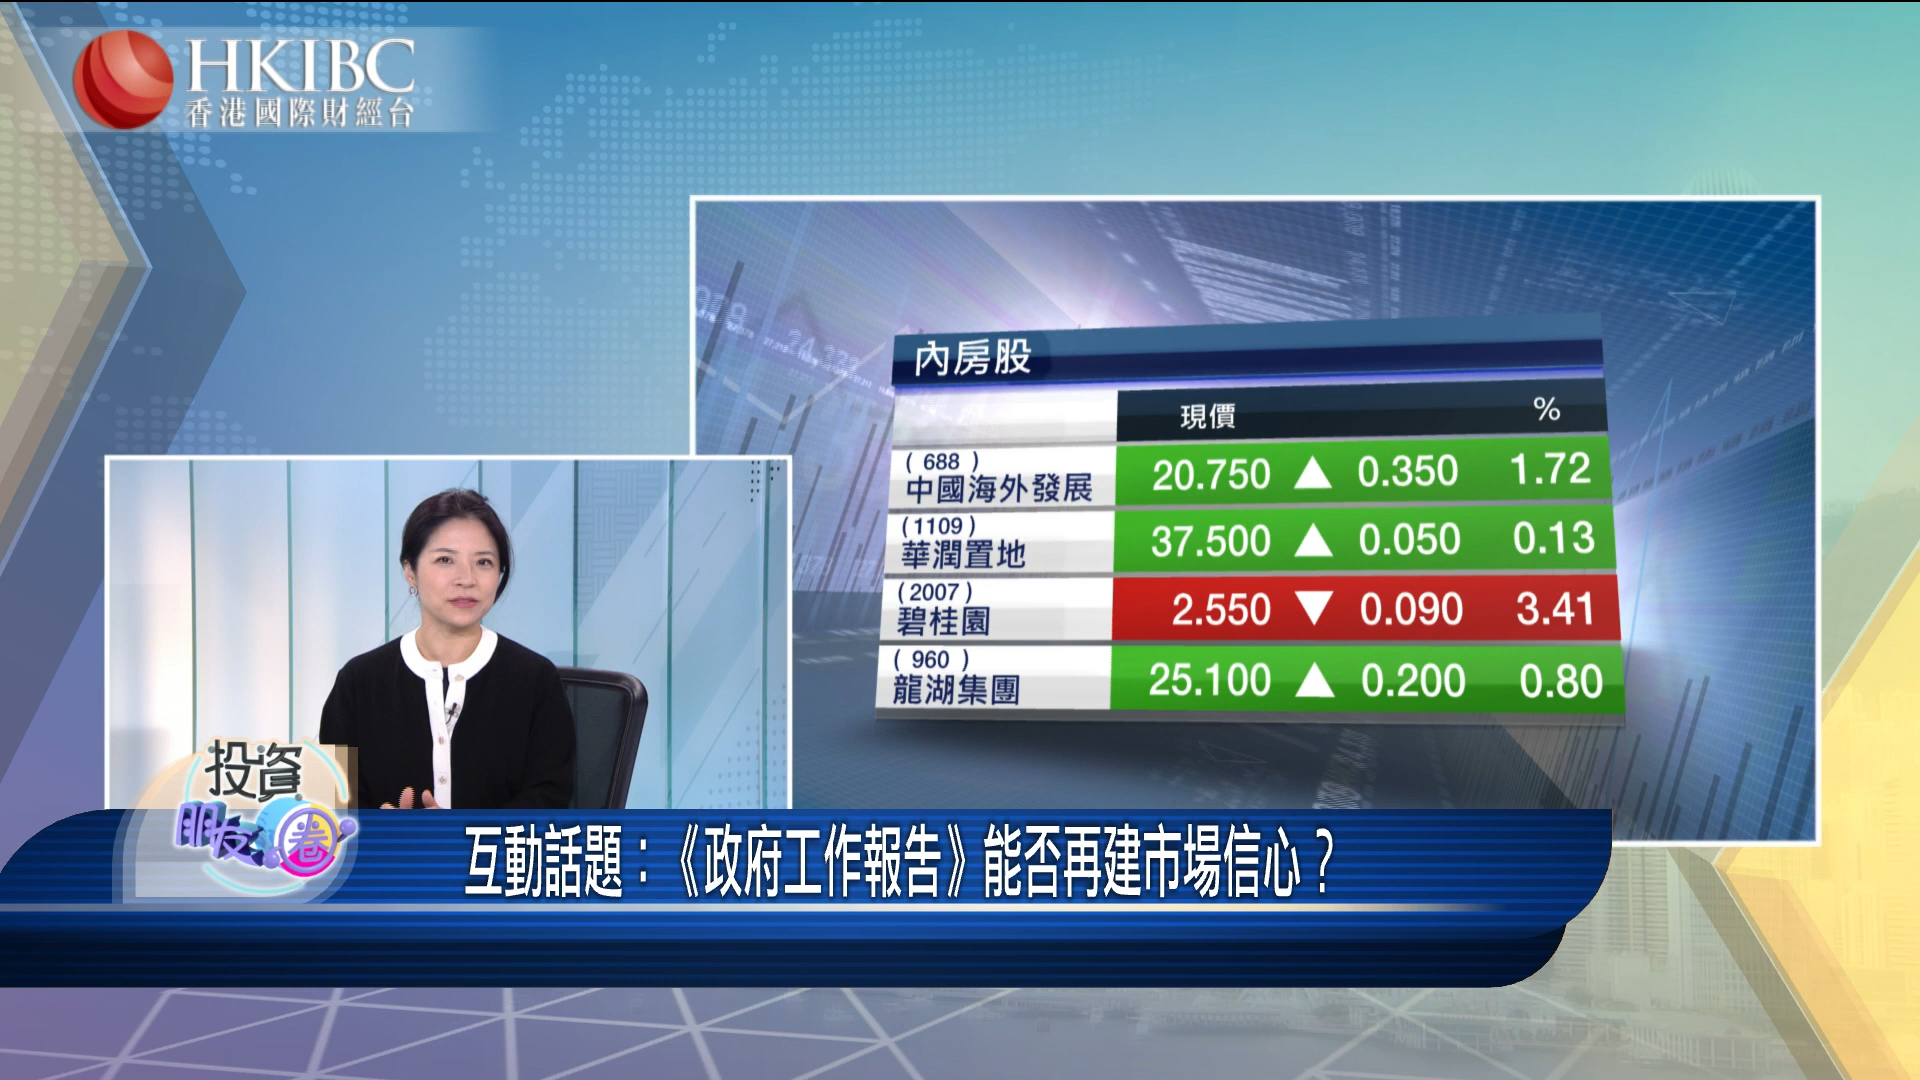 HKIBC
香港國際財經台
內房股
現價 %
( 688 )
中國海外發展 20.750 ▲ 0.350 1.72
(1109)
華潤置地 37.500 ▲ 0.050 0.13
(2007)
碧桂園 2.550 ▼ 0.090 3.41
( 960 )
龍湖集團 25.100 ▲ 0.200 0.80
投資
朋友圈
互動話題：《政府工作報告》能否再建市場信心？